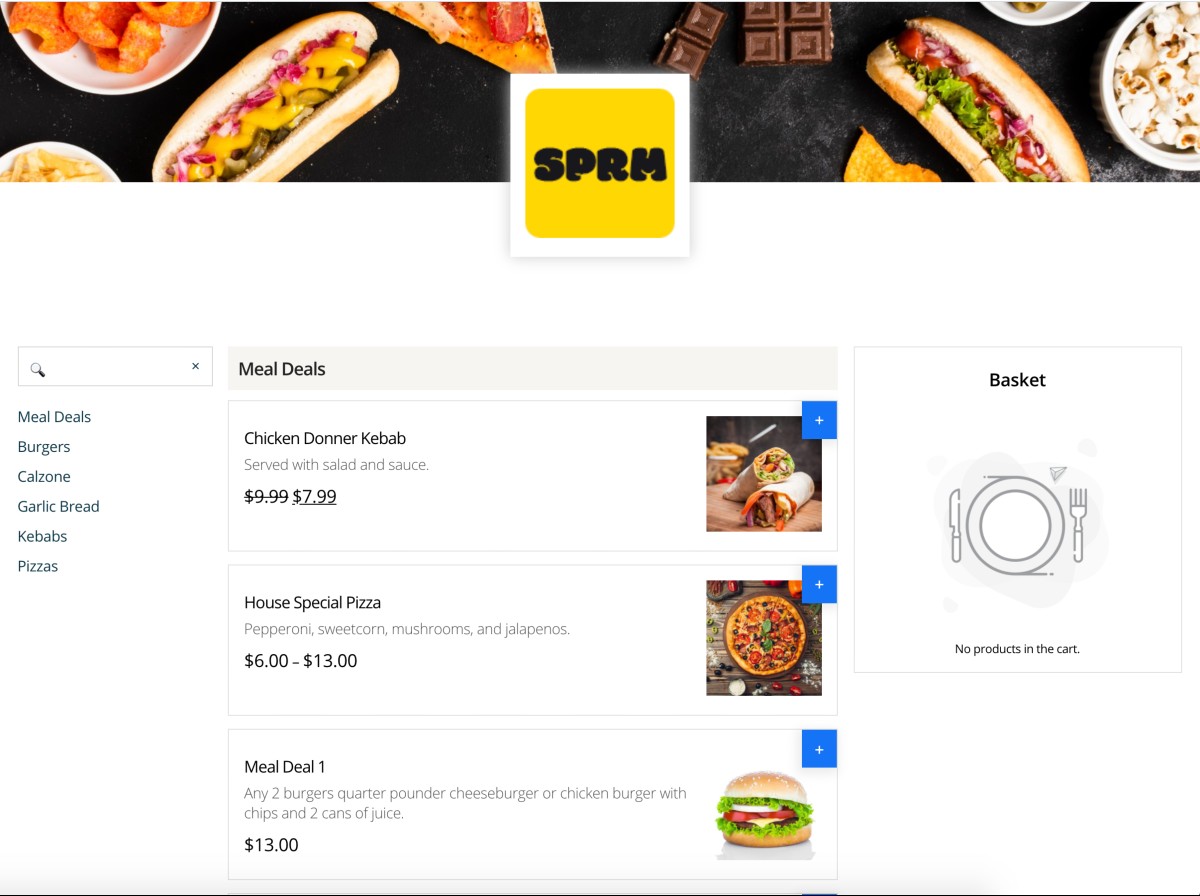 SPRM
×
Meal Deals
Burgers
Calzone
Garlic Bread
Kebabs
Pizzas
Meal Deals
Chicken Donner Kebab
Served with salad and sauce.
$9.99 $7.99
+
House Special Pizza
Pepperoni, sweetcorn, mushrooms, and jalapenos.
$6.00 – $13.00
+
Meal Deal 1
Any 2 burgers quarter pounder cheeseburger or chicken burger with
chips and 2 cans of juice.
$13.00
+
Basket
No products in the cart.